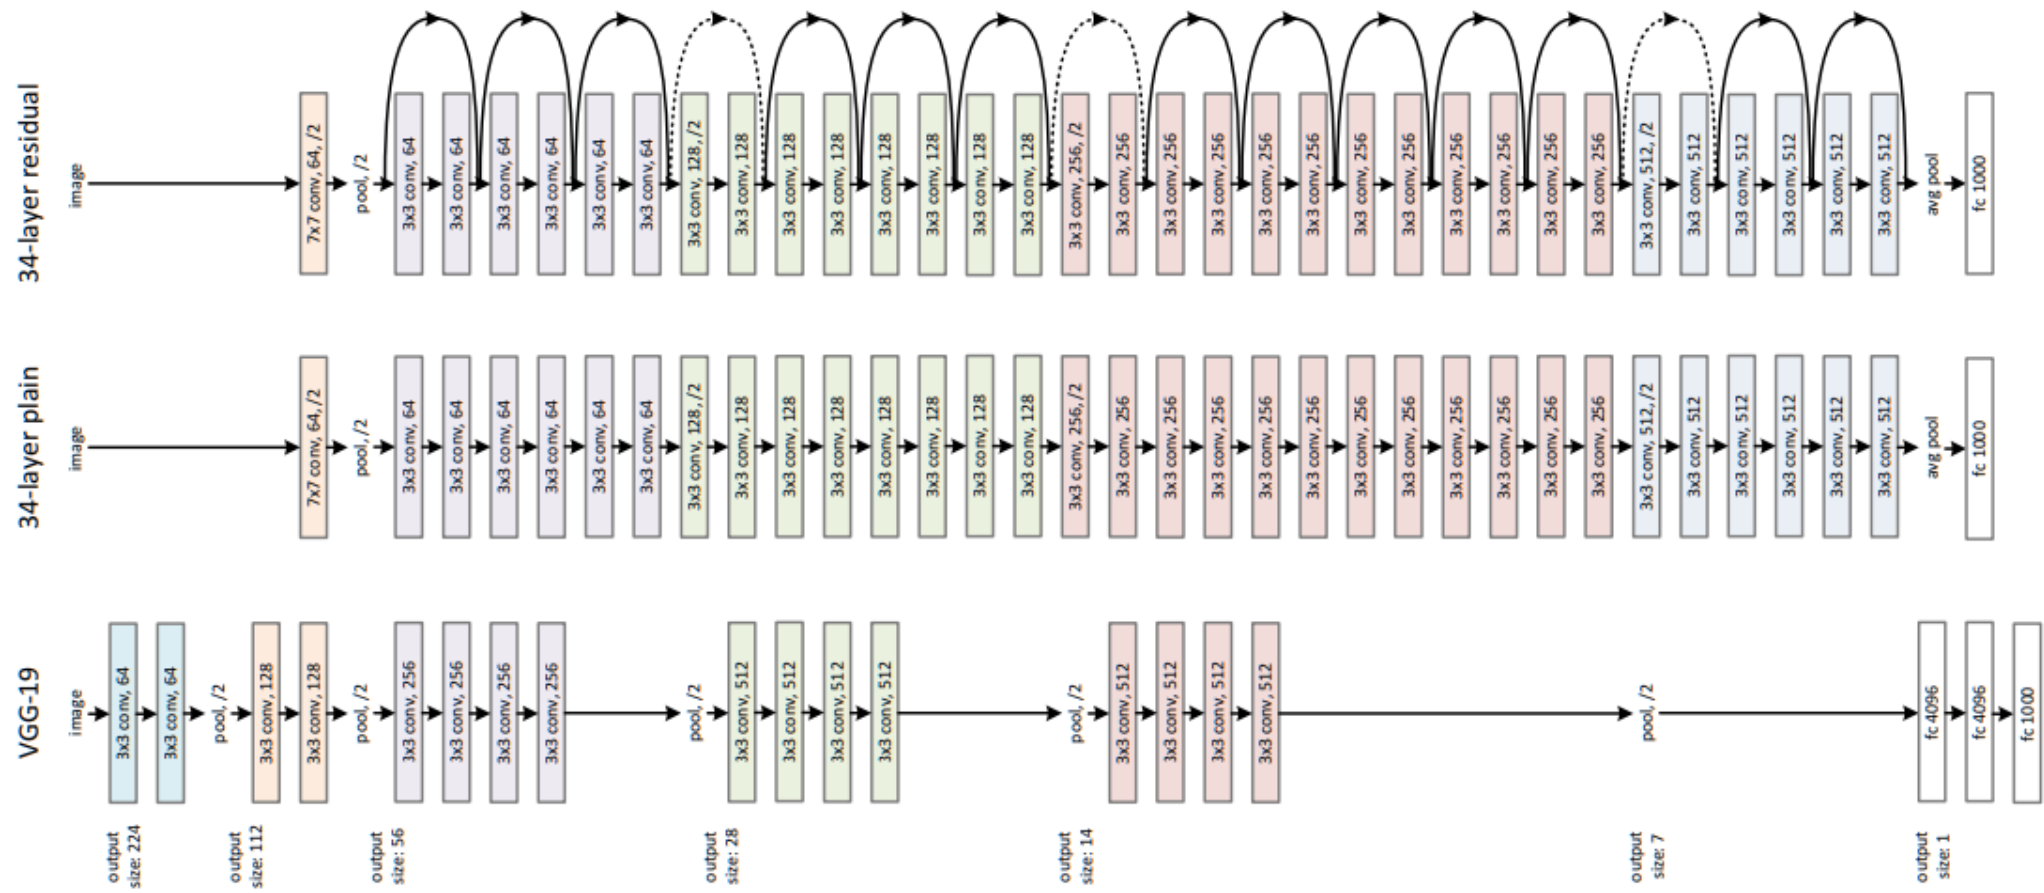 34-layer residual
image
7x7 conv, 64, /2
pool, /2
3x3 conv, 64
3x3 conv, 64
3x3 conv, 64
3x3 conv, 64
3x3 conv, 64
3x3 conv, 64
3x3 conv, 128, /2
3x3 conv, 128
3x3 conv, 128
3x3 conv, 128
3x3 conv, 128
3x3 conv, 128
3x3 conv, 128
3x3 conv, 128
3x3 conv, 256, /2
3x3 conv, 256
3x3 conv, 256
3x3 conv, 256
3x3 conv, 256
3x3 conv, 256
3x3 conv, 256
3x3 conv, 256
3x3 conv, 256
3x3 conv, 256
3x3 conv, 256
3x3 conv, 256
3x3 conv, 512, /2
3x3 conv, 512
3x3 conv, 512
3x3 conv, 512
3x3 conv, 512
3x3 conv, 512
avg pool
fc 1000
34-layer plain
image
7x7 conv, 64, /2
pool, /2
3x3 conv, 64
3x3 conv, 64
3x3 conv, 64
3x3 conv, 64
3x3 conv, 64
3x3 conv, 64
3x3 conv, 128, /2
3x3 conv, 128
3x3 conv, 128
3x3 conv, 128
3x3 conv, 128
3x3 conv, 128
3x3 conv, 128
3x3 conv, 128
3x3 conv, 256, /2
3x3 conv, 256
3x3 conv, 256
3x3 conv, 256
3x3 conv, 256
3x3 conv, 256
3x3 conv, 256
3x3 conv, 256
3x3 conv, 256
3x3 conv, 256
3x3 conv, 256
3x3 conv, 256
3x3 conv, 512, /2
3x3 conv, 512
3x3 conv, 512
3x3 conv, 512
3x3 conv, 512
3x3 conv, 512
avg pool
fc 1000
VGG-19
image
3x3 conv, 64
3x3 conv, 64
pool, /2
3x3 conv, 128
3x3 conv, 128
pool, /2
3x3 conv, 256
3x3 conv, 256
3x3 conv, 256
3x3 conv, 256
pool, /2
3x3 conv, 512
3x3 conv, 512
3x3 conv, 512
3x3 conv, 512
pool, /2
3x3 conv, 512
3x3 conv, 512
3x3 conv, 512
3x3 conv, 512
pool, /2
fc 4096
fc 4096
fc 1000
output
size: 224
output
size: 112
output
size: 56
output
size: 28
output
size: 14
output
size: 7
output
size: 1